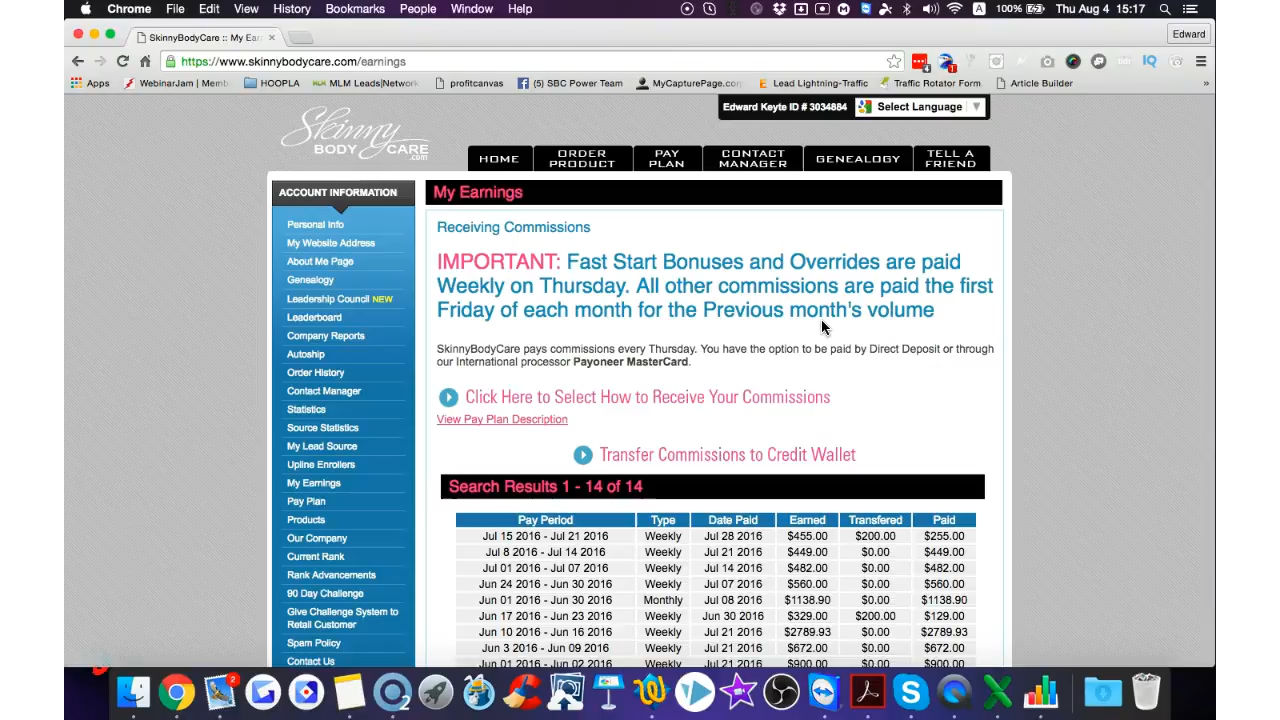 Chrome File Edit View History Bookmarks People Window Help 100% Thu Aug 4 15:17
SkinnyBodyCare :: My Ear Edward
https://www.skinnybodycare.com/earnings
Apps WebinarJam | Memb HOOPLA MLM Leads|Network profitcanvas (5) SBC Power Team MyCapturePage.com Lead Lightning-Traffic Traffic Rotator Form Article Builder »
Edward Keyte ID # 3034884 Select Language
Skinny
BODY CARE
.com
HOME ORDER PRODUCT PAY PLAN CONTACT MANAGER GENEALOGY TELL A FRIEND
ACCOUNT INFORMATION
Personal Info
My Website Address
About Me Page
Genealogy
Leadership Council NEW
Leaderboard
Company Reports
Autoship
Order History
Contact Manager
Statistics
Source Statistics
My Lead Source
Upline Enrollers
My Earnings
Pay Plan
Products
Our Company
Current Rank
Rank Advancements
90 Day Challenge
Give Challenge System to
Retail Customer
Spam Policy
Contact Us
My Earnings
Receiving Commissions
IMPORTANT: Fast Start Bonuses and Overrides are paid
Weekly on Thursday. All other commissions are paid the first
Friday of each month for the Previous month's volume
SkinnyBodyCare pays commissions every Thursday. You have the option to be paid by Direct Deposit or through
our International processor Payoneer MasterCard.
Click Here to Select How to Receive Your Commissions
View Pay Plan Description
Transfer Commissions to Credit Wallet
Search Results 1 - 14 of 14
Pay Period Type Date Paid Earned Transfered Paid
Jul 15 2016 - Jul 21 2016 Weekly Jul 28 2016 $455.00 $200.00 $255.00
Jul 8 2016 - Jul 14 2016 Weekly Jul 21 2016 $449.00 $0.00 $449.00
Jul 01 2016 - Jul 07 2016 Weekly Jul 14 2016 $482.00 $0.00 $482.00
Jun 24 2016 - Jun 30 2016 Weekly Jul 07 2016 $560.00 $0.00 $560.00
Jun 01 2016 - Jun 30 2016 Monthly Jul 08 2016 $1138.90 $0.00 $1138.90
Jun 17 2016 - Jun 23 2016 Weekly Jun 30 2016 $329.00 $200.00 $129.00
Jun 10 2016 - Jun 16 2016 Weekly Jul 21 2016 $2789.93 $0.00 $2789.93
Jun 3 2016 - Jun 09 2016 Weekly Jul 21 2016 $672.00 $0.00 $672.00
Jun 01 2016 - Jun 02 2016 Weekly Jul 21 2016 $900.00 $0.00 $900.00